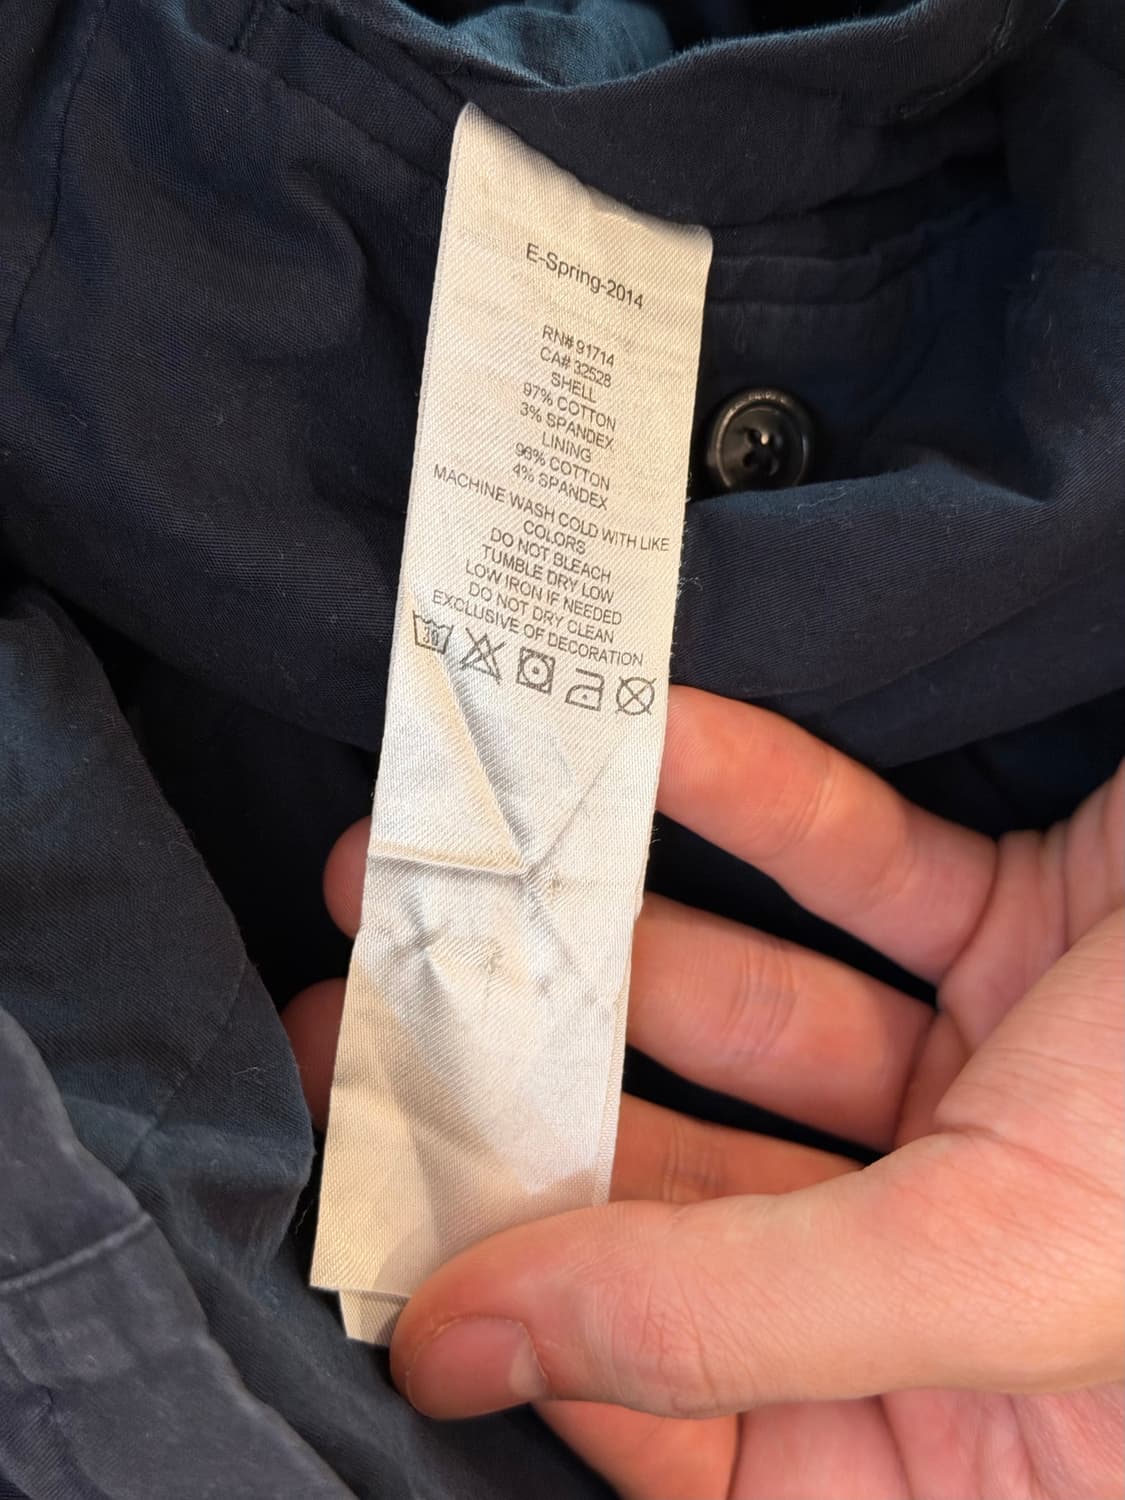 E-Spring-2014
RN# 91714
CA# 32528
SHELL
97% COTTON
3% SPANDEX
LINING
96% COTTON
4% SPANDEX
MACHINE WASH COLD WITH LIKE
COLORS
DO NOT BLEACH
TUMBLE DRY LOW
LOW IRON IF NEEDED
DO NOT DRY CLEAN
EXCLUSIVE OF DECORATION
30